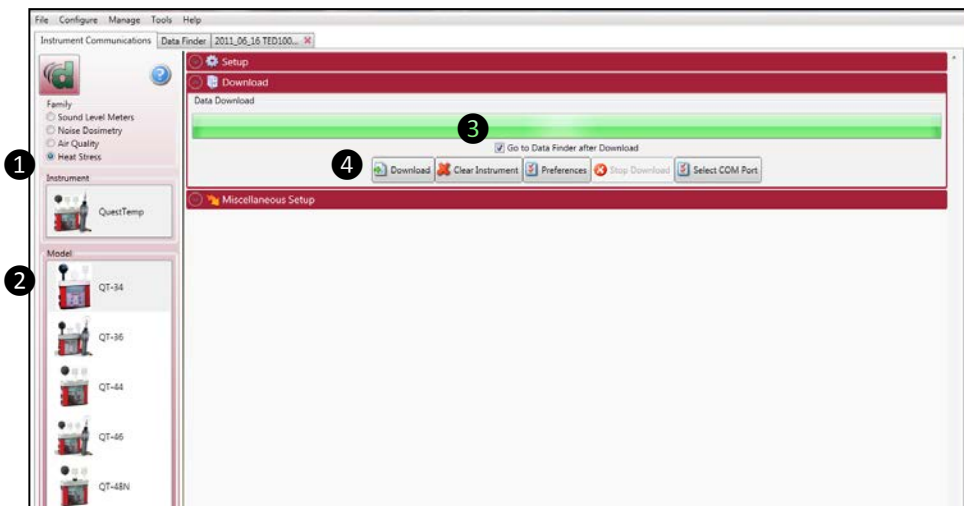 File Configure Manage Tools Help
Instrument Communications Data Finder 2011_06_16 TED100...
Setup
Download
Data Download
Family
Sound Level Meters
Noise Dosimetry
Air Quality
Heat Stress
1
3
Go to Data Finder after Download
4
Download Clear Instrument Preferences Stop Download Select COM Port
Instrument
QuestTemp
Miscellaneous Setup
Model
2
QT-34
QT-36
QT-44
QT-46
QT-48N